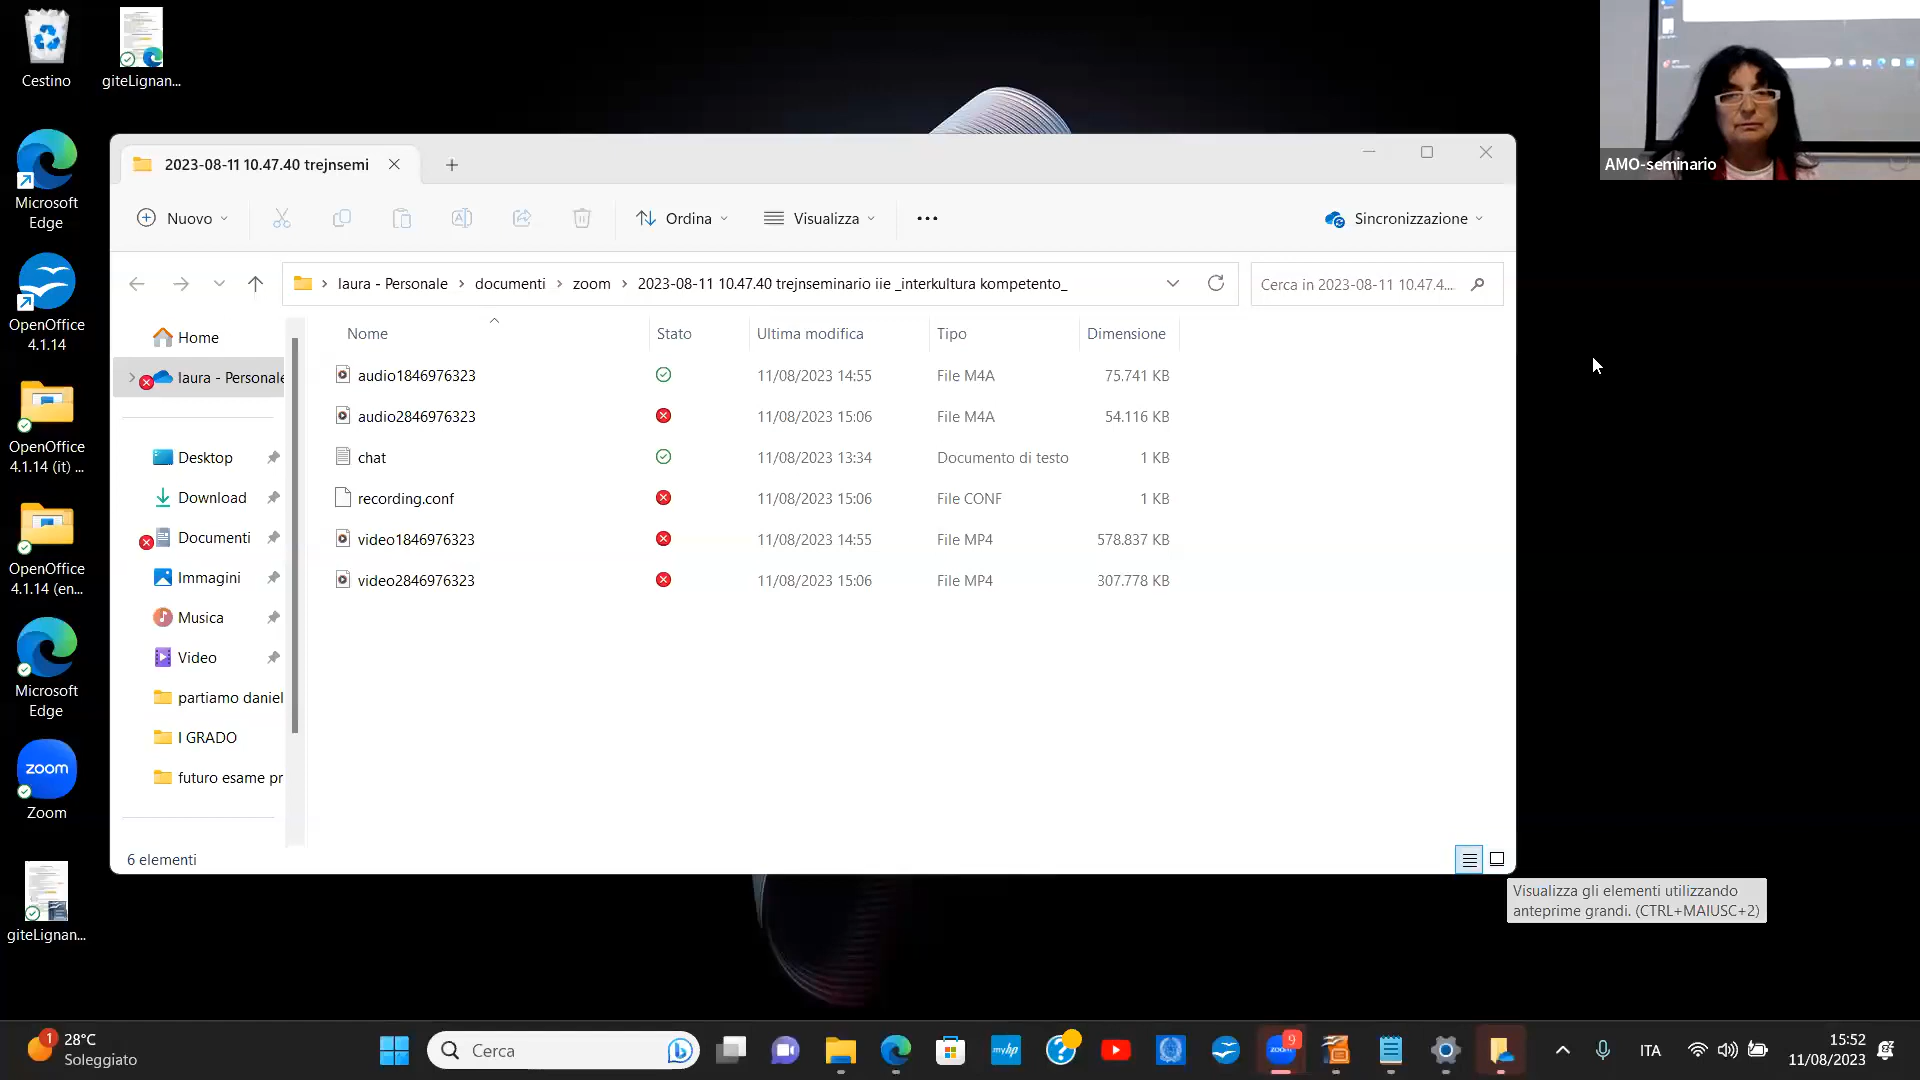 Cestino
giteLignan...
Microsoft
Edge
OpenOffice
4.1.14
OpenOffice
4.1.14 (it) ...
OpenOffice
4.1.14 (en...
Microsoft
Edge
zoom
Zoom
giteLignan...
AMO-seminario
2023-08-11 10.47.40 trejnsemi
Nuovo
Ordina
Visualizza
Sincronizzazione
laura - Personale
documenti
zoom
2023-08-11 10.47.40 trejnseminario iie _interkultura kompetento_
Cerca in 2023-08-11 10.47.4...
Home
laura - Personale
Desktop
Download
Documenti
Immagini
Musica
Video
partiamo daniel
I GRADO
futuro esame pr
Nome Stato Ultima modifica Tipo Dimensione
audio1846976323 11/08/2023 14:55 File M4A 75.741 KB
audio2846976323 11/08/2023 15:06 File M4A 54.116 KB
chat 11/08/2023 13:34 Documento di testo 1 KB
recording.conf 11/08/2023 15:06 File CONF 1 KB
video1846976323 11/08/2023 14:55 File MP4 578.837 KB
video2846976323 11/08/2023 15:06 File MP4 307.778 KB
6 elementi
Visualizza gli elementi utilizzando
anteprime grandi. (CTRL+MAIUSC+2)
1
28°C
Soleggiato
Cerca
myhp
zoom
9
ITA
15:52
11/08/2023